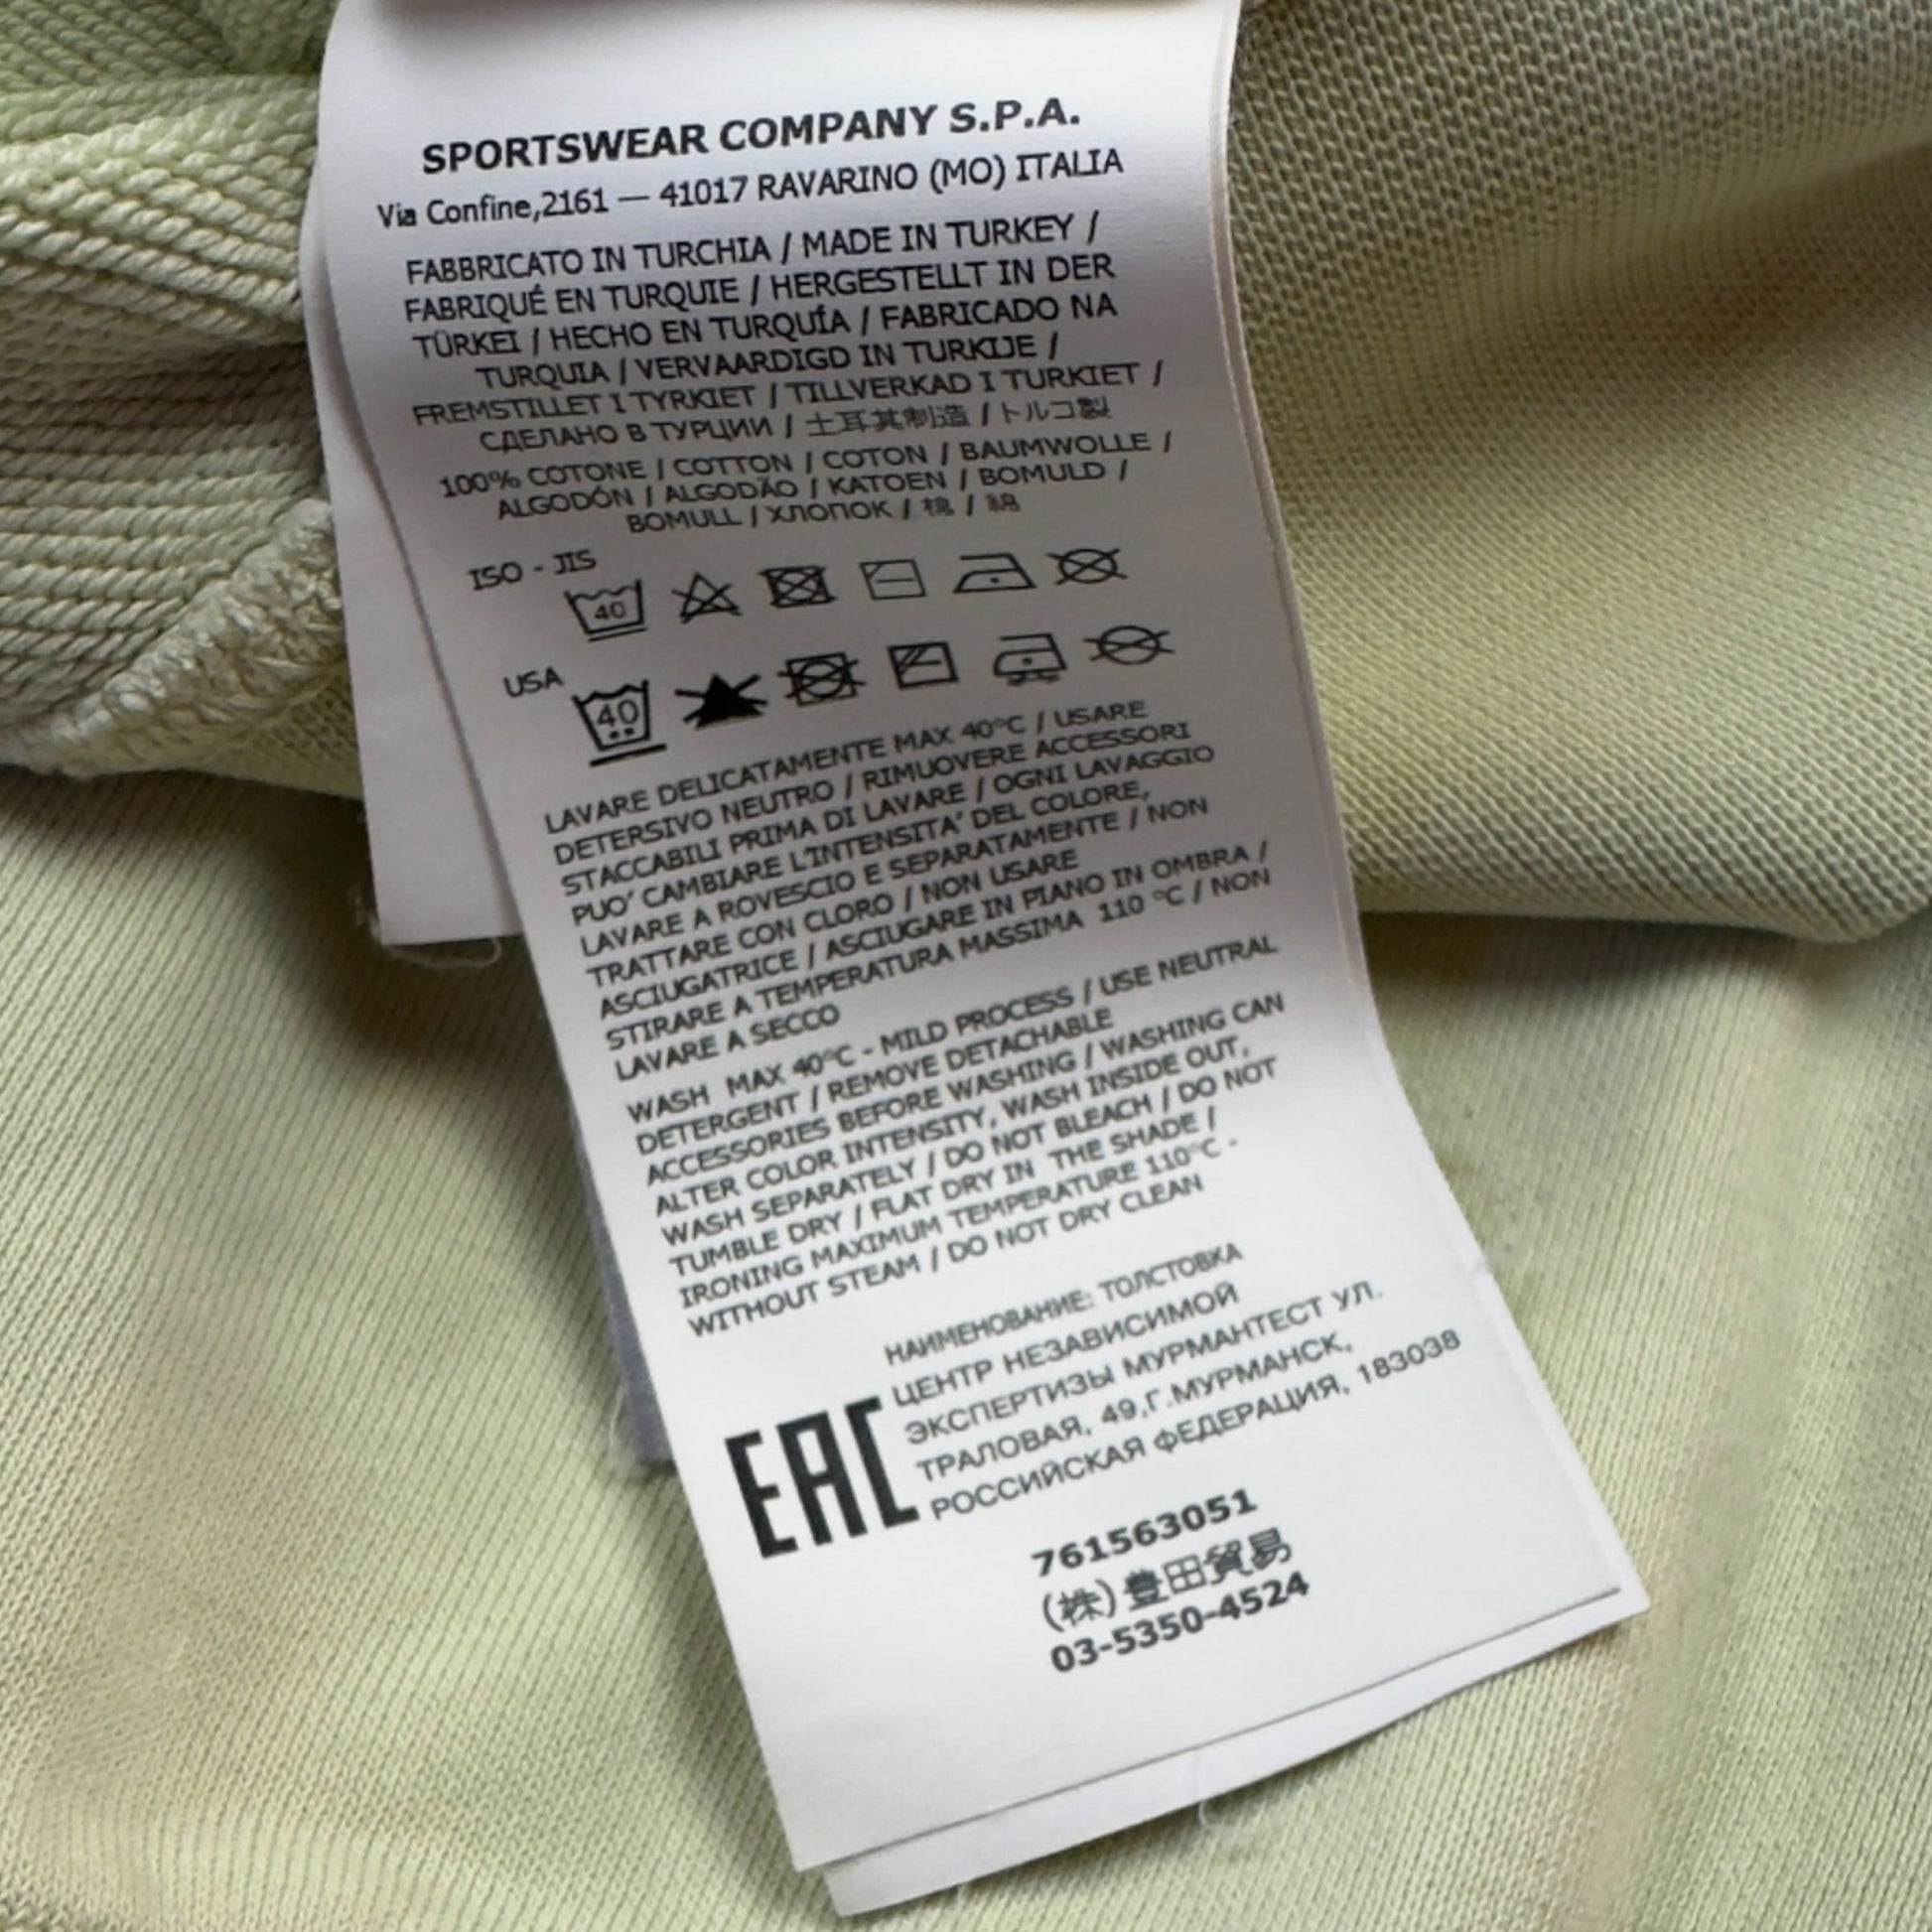 SPORTSWEAR COMPANY S.P.A.
Via Confine,2161 — 41017 RAVARINO (MO) ITALIA
FABBRICATO IN TURCHIA / MADE IN TURKEY /
FABRIQUÉ EN TURQUIE / HERGESTELLT IN DER
TÜRKEI / HECHO EN TURQUÍA / FABRICADO NA
TURQUIA / VERVAARDIGD IN TURKIJE /
FREMSTILLET I TYRKIET / TILLVERKAD I TURKIET /
СДЕЛАНО В ТУРЦИИ / 土耳其制造 / トルコ製
100% COTONE / COTTON / COTON / BAUMWOLLE /
ALGODÓN / ALGODÃO / KATOEN / BOMULD /
BOMULL / ХЛОПОК / 棉 / 綿
ISO - JIS
40
USA
40
LAVARE DELICATAMENTE MAX 40°C / USARE
DETERSIVO NEUTRO / RIMUOVERE ACCESSORI
STACCABILI PRIMA DI LAVARE / OGNI LAVAGGIO
PUO' CAMBIARE L'INTENSITA' DEL COLORE,
LAVARE A ROVESCIO E SEPARATAMENTE / NON
TRATTARE CON CLORO / NON USARE
ASCIUGATRICE / ASCIUGARE IN PIANO IN OMBRA /
STIRARE A TEMPERATURA MASSIMA 110 °C / NON
LAVARE A SECCO
WASH MAX 40°C - MILD PROCESS / USE NEUTRAL
DETERGENT / REMOVE DETACHABLE
ACCESSORIES BEFORE WASHING / WASHING CAN
ALTER COLOR INTENSITY, WASH INSIDE OUT,
WASH SEPARATELY / DO NOT BLEACH / DO NOT
TUMBLE DRY / FLAT DRY IN THE SHADE /
IRONING MAXIMUM TEMPERATURE 110°C -
WITHOUT STEAM / DO NOT DRY CLEAN
НАИМЕНОВАНИЕ: ТОЛСТОВКА
ЦЕНТР НЕЗАВИСИМОЙ
ЭКСПЕРТИЗЫ МУРМАНТЕСТ УЛ.
ТРАЛОВАЯ, 49,Г.МУРМАНСК,
РОССИЙСКАЯ ФЕДЕРАЦИЯ, 183038
EAC
761563051
(株)豊田貿易
03-5350-4524